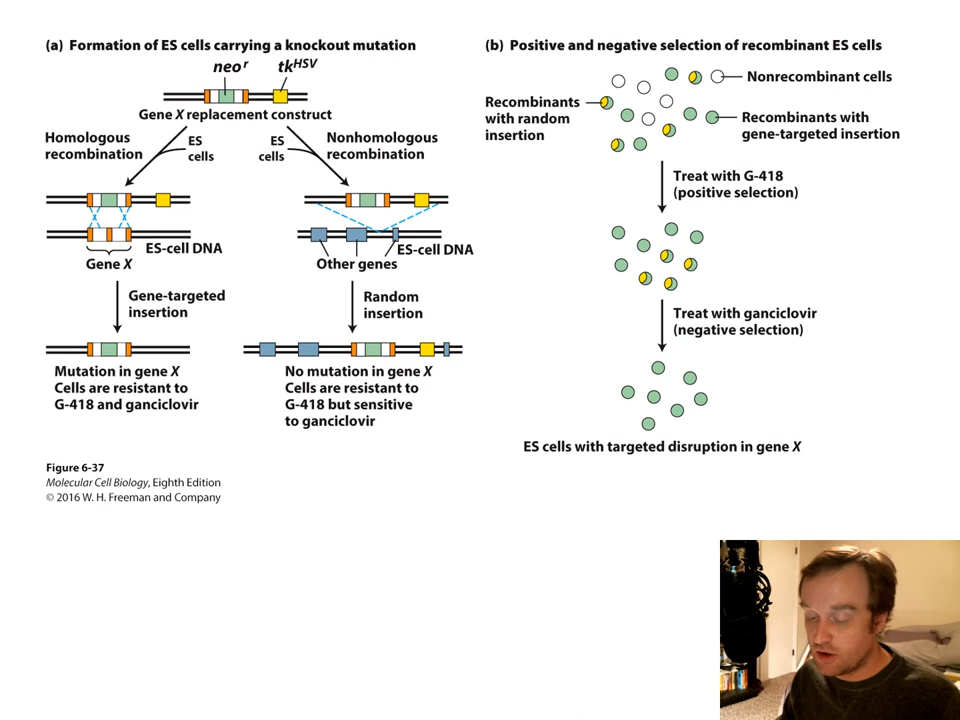 (a) Formation of ES cells carrying a knockout mutation
neo r
tk HSV
Gene X replacement construct
Homologous
recombination
ES
cells
ES
cells
Nonhomologous
recombination
ES-cell DNA
Gene X
ES-cell DNA
Other genes
Gene-targeted
insertion
Random
insertion
Mutation in gene X
Cells are resistant to
G-418 and ganciclovir
No mutation in gene X
Cells are resistant to
G-418 but sensitive
to ganciclovir
(b) Positive and negative selection of recombinant ES cells
Nonrecombinant cells
Recombinants
with random
insertion
Recombinants with
gene-targeted insertion
Treat with G-418
(positive selection)
Treat with ganciclovir
(negative selection)
ES cells with targeted disruption in gene X
Figure 6-37
Molecular Cell Biology, Eighth Edition
© 2016 W. H. Freeman and Company